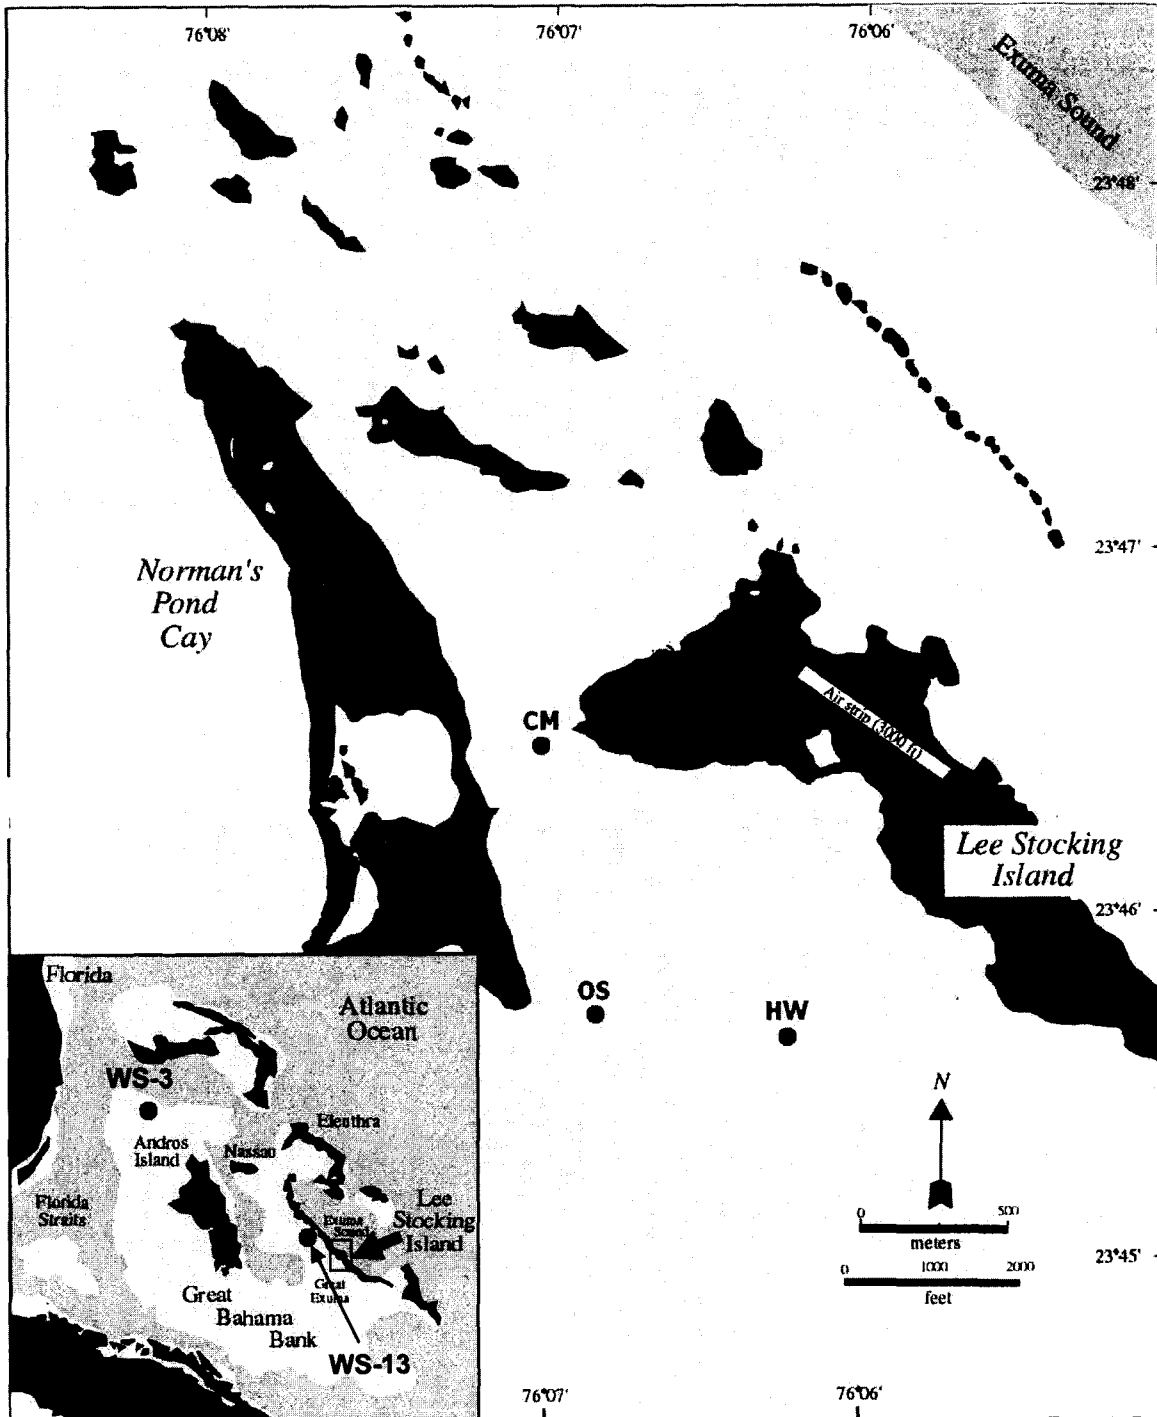 76°08'
76°07'
76°06'
Exuma Sound
23°48'
23°47'
Norman's
Pond
Cay
CM
Air strip (3000 ft)
Lee Stocking
Island
23°46'
OS
HW
N
0 500
meters
0 1000 2000
feet
23°45'
76°07'
76°06'
Florida
Atlantic
Ocean
WS-3
Andros
Island
Nassau
Eleuthra
Florida
Straits
Exuma
Sound
Lee
Stocking
Island
Great
Exuma
Great
Bahama
Bank
WS-13